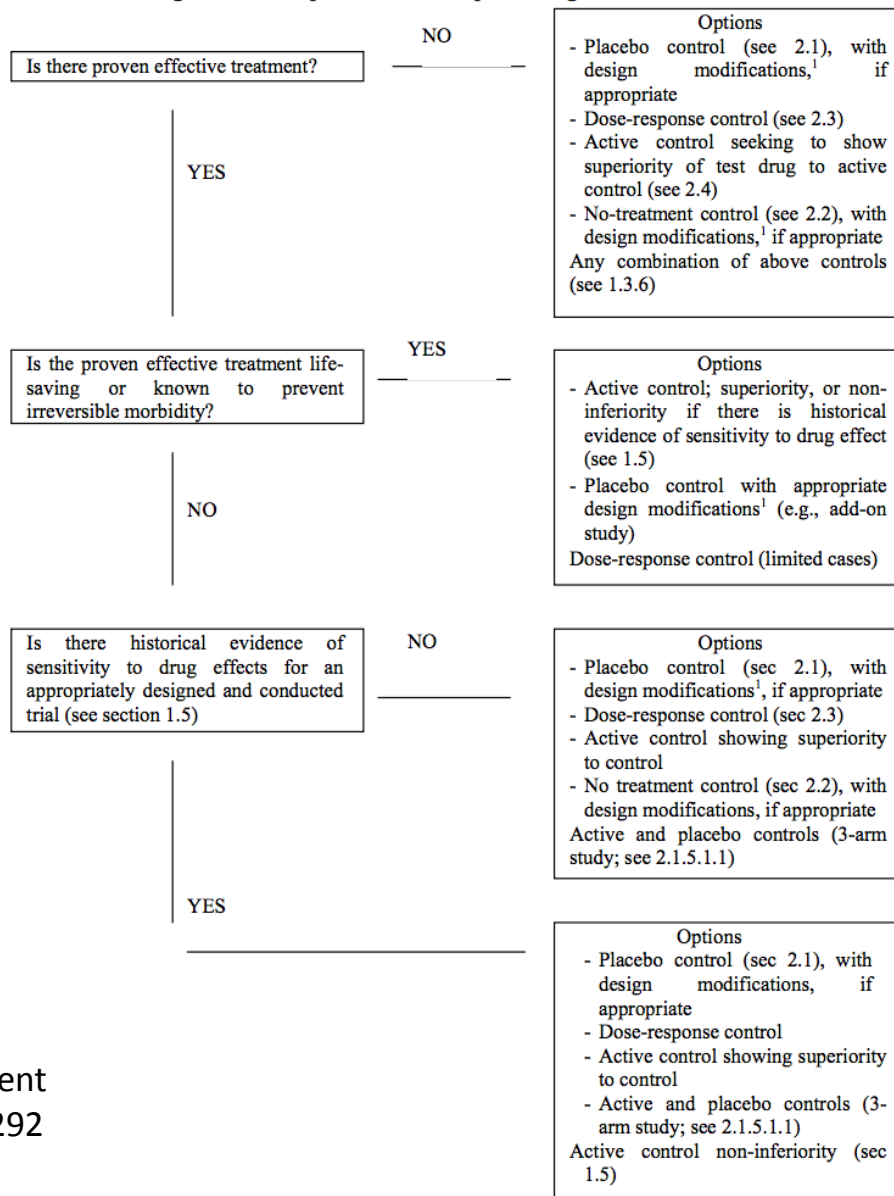 NO
Is there proven effective treatment?
Options
- Placebo control (see 2.1), with
design modifications,¹ if
appropriate
- Dose-response control (see 2.3)
- Active control seeking to show
superiority of test drug to active
control (see 2.4)
- No-treatment control (see 2.2), with
design modifications,¹ if appropriate
Any combination of above controls
(see 1.3.6)
YES
Is the proven effective treatment life-
saving or known to prevent
irreversible morbidity?
YES
Options
- Active control; superiority, or non-
inferiority if there is historical
evidence of sensitivity to drug effect
(see 1.5)
- Placebo control with appropriate
design modifications¹ (e.g., add-on
study)
Dose-response control (limited cases)
NO
Is there historical evidence of
sensitivity to drug effects for an
appropriately designed and conducted
trial (see section 1.5)
NO
Options
- Placebo control (sec 2.1), with
design modifications¹, if appropriate
- Dose-response control (sec 2.3)
- Active control showing superiority
to control
- No treatment control (sec 2.2), with
design modifications, if appropriate
Active and placebo controls (3-arm
study; see 2.1.5.1.1)
YES
Options
- Placebo control (sec 2.1), with
design modifications, if
appropriate
- Dose-response control
- Active control showing superiority
to control
- Active and placebo controls (3-
arm study; see 2.1.5.1.1)
Active control non-inferiority (sec
1.5)
ent
292